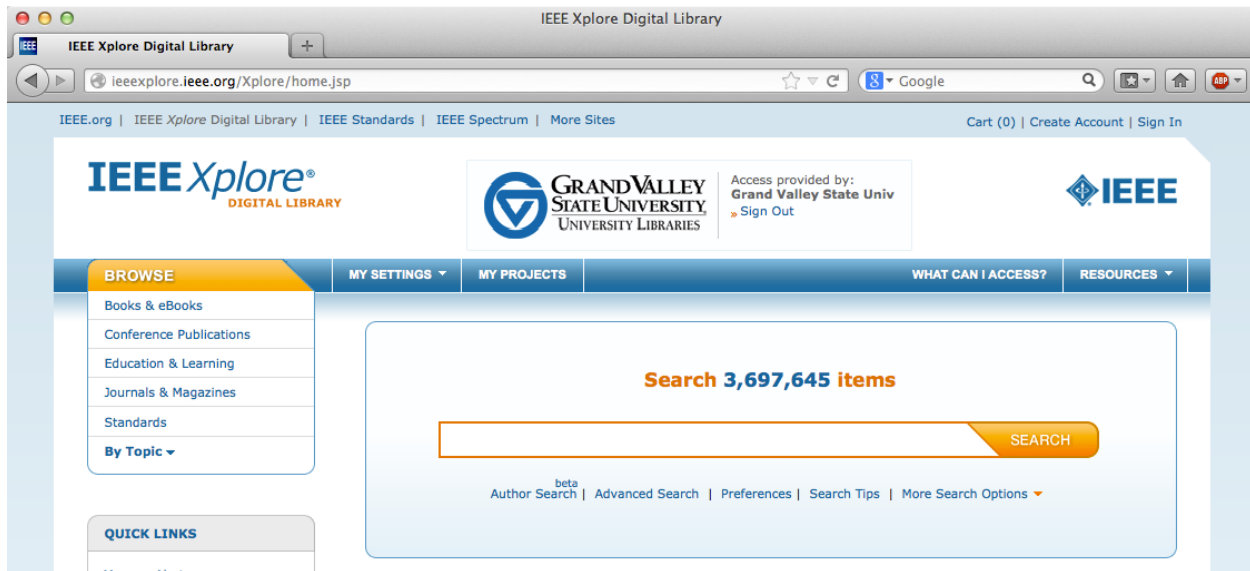 IEEE Xplore Digital Library
IEEE IEEE Xplore Digital Library +
ieeexplore.ieee.org/Xplore/home.jsp
8 Google
ABP
IEEE.org | IEEE Xplore Digital Library | IEEE Standards | IEEE Spectrum | More Sites
Cart (0) | Create Account | Sign In
IEEE Xplore®
DIGITAL LIBRARY
GRAND VALLEY
STATE UNIVERSITY
UNIVERSITY LIBRARIES
Access provided by:
Grand Valley State Univ
» Sign Out
IEEE
BROWSE
MY SETTINGS
MY PROJECTS
WHAT CAN I ACCESS?
RESOURCES
Books & eBooks
Conference Publications
Education & Learning
Journals & Magazines
Standards
By Topic
Search 3,697,645 items
SEARCH
beta
Author Search | Advanced Search | Preferences | Search Tips | More Search Options
QUICK LINKS